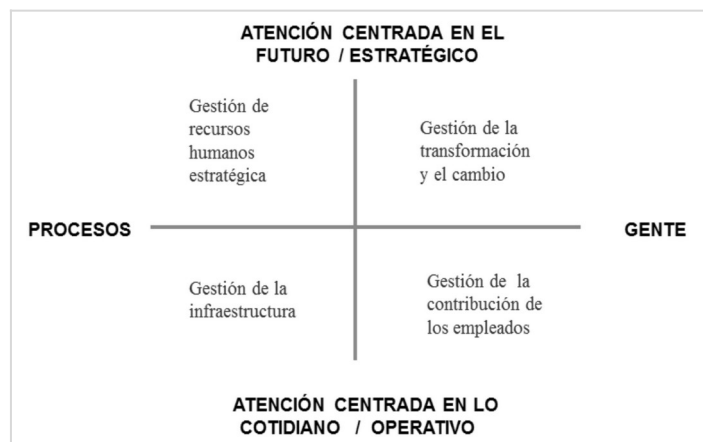 ATENCIÓN CENTRADA EN EL
FUTURO / ESTRATÉGICO
Gestión de
recursos
humanos
estratégica
Gestión de la
transformación
y el cambio
PROCESOS
GENTE
Gestión de la
infraestructura
Gestión de la
contribución de
los empleados
ATENCIÓN CENTRADA EN LO
COTIDIANO / OPERATIVO